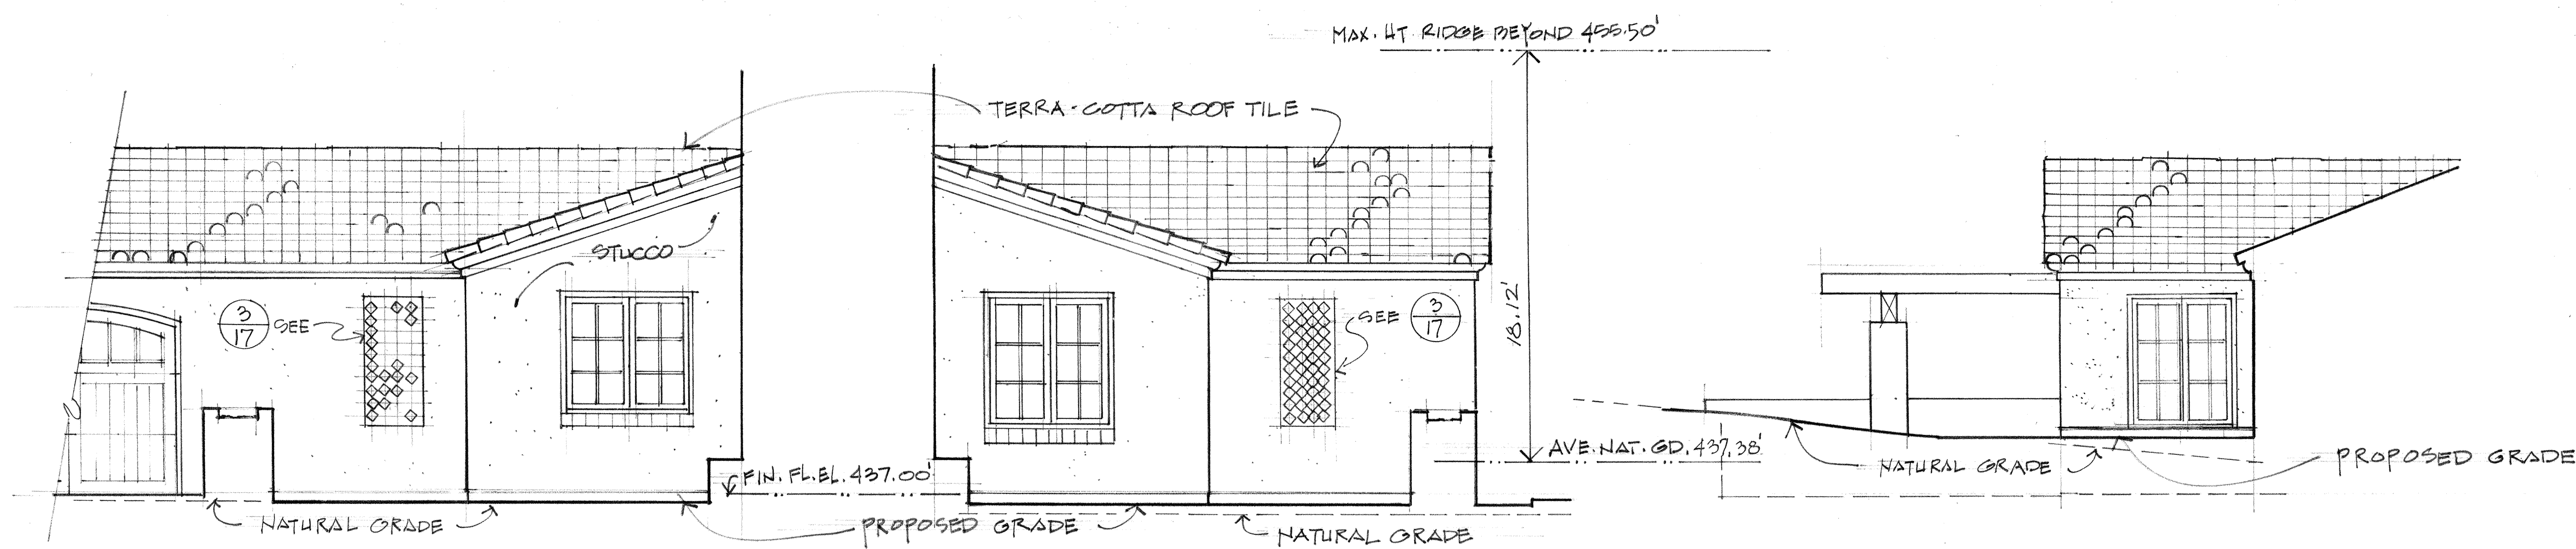 MAX. HT. RIDGE BEYOND 455.50'
TERRA-COTTA ROOF TILE
STUCCO
3
17
SEE
SEE
3
17
18.12'
AVE. NAT. GD. 437.38'
FIN. FL. EL. 437.00'
NATURAL GRADE
PROPOSED GRADE
NATURAL GRADE
NATURAL GRADE
PROPOSED GRADE